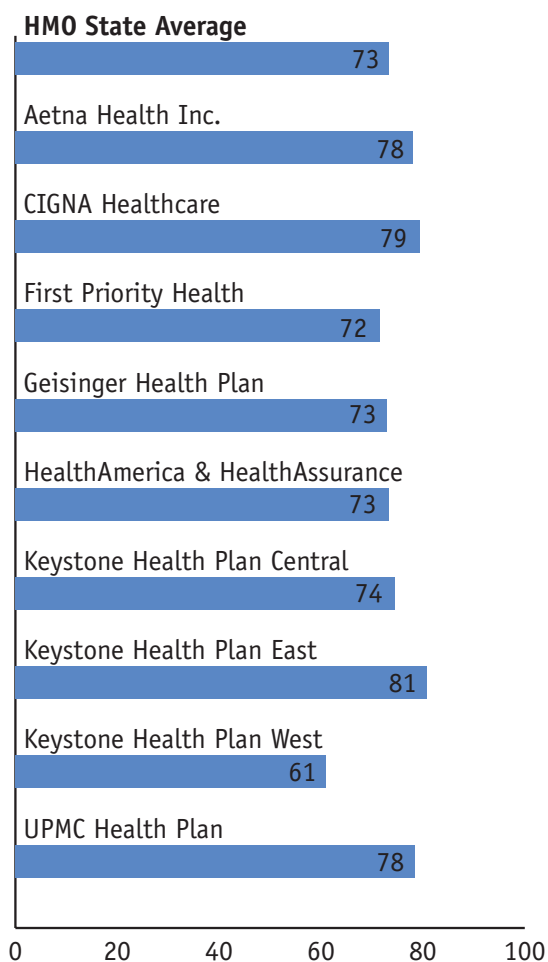 HMO State Average
73
Aetna Health Inc.
78
CIGNA Healthcare
79
First Priority Health
72
Geisinger Health Plan
73
HealthAmerica & HealthAssurance
73
Keystone Health Plan Central
74
Keystone Health Plan East
81
Keystone Health Plan West
61
UPMC Health Plan
78
0 20 40 60 80 100